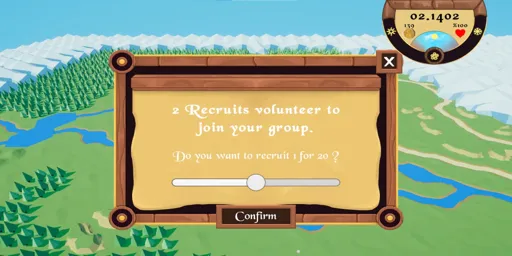 02.1402
150
%100
X
2 Recruits volunteer to
join your group.
Do you want to recruit 1 for 20 ?
Confirm